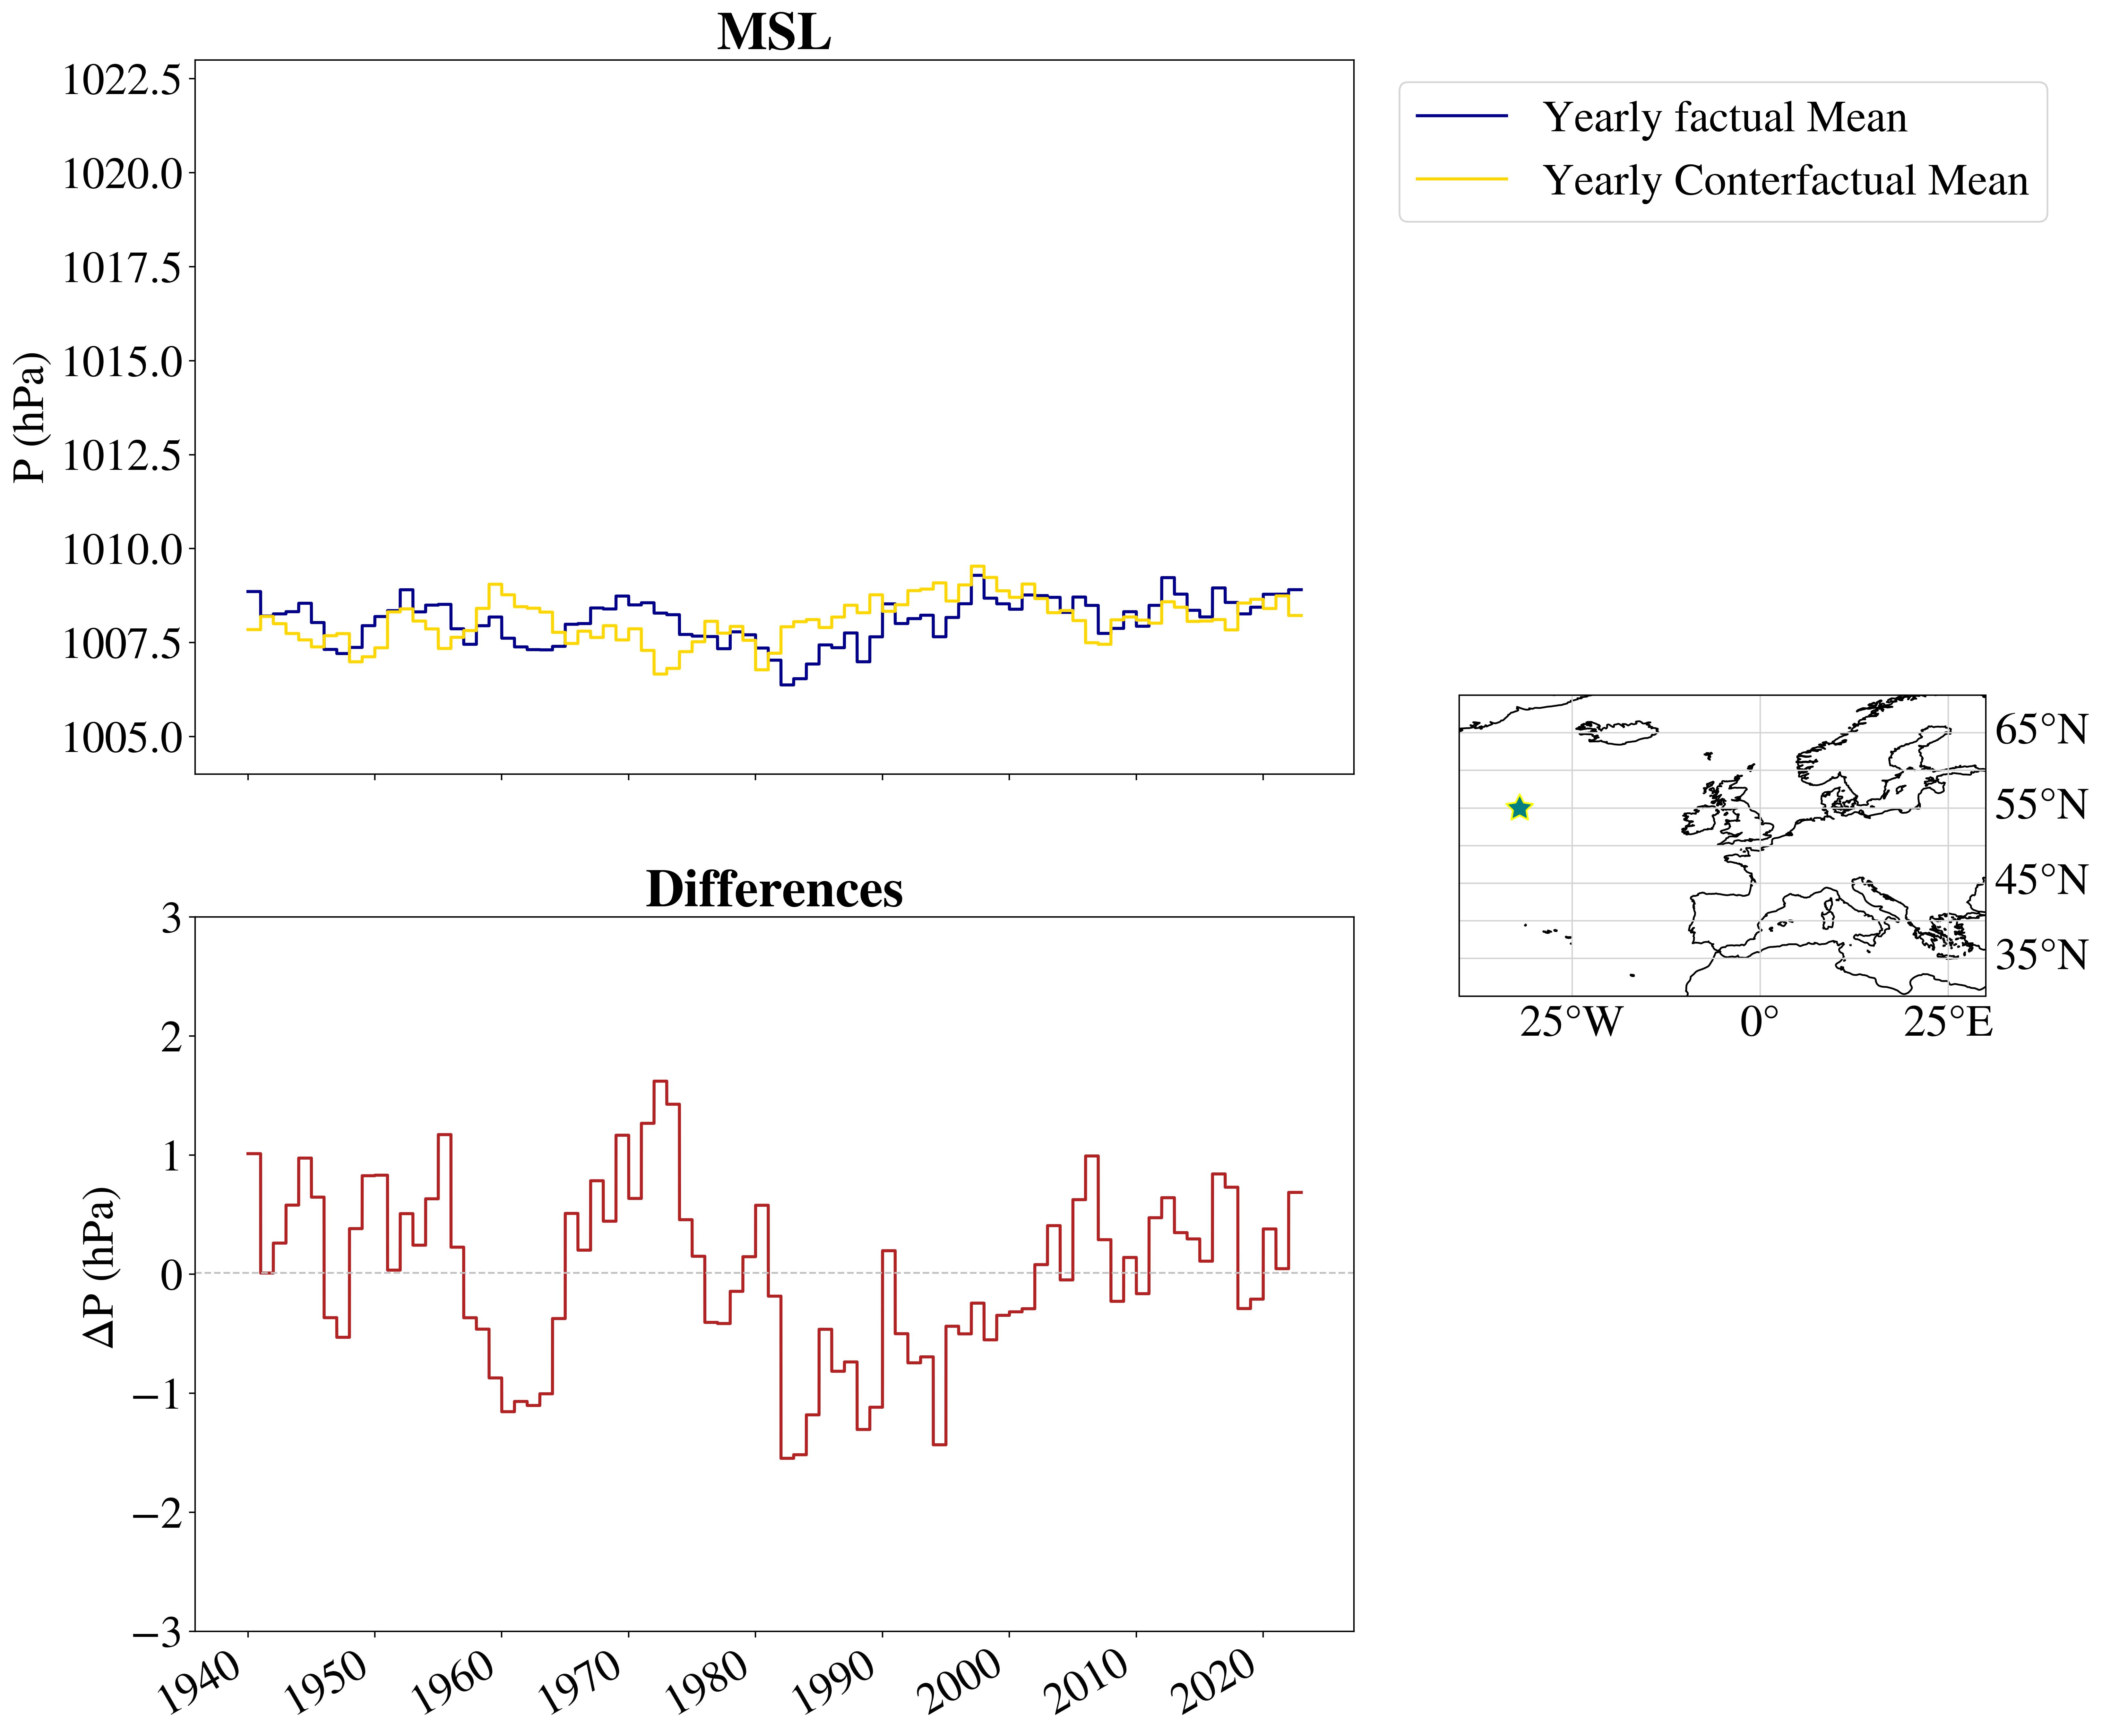 MSL
1022.5
1020.0
1017.5
1015.0
1012.5
1010.0
1007.5
1005.0
P (hPa)
Yearly factual Mean
Yearly Conterfactual Mean
65°N
55°N
45°N
35°N
25°W 0° 25°E
Differences
3
2
1
0
−1
−2
−3
ΔP (hPa)
1940 1950 1960 1970 1980 1990 2000 2010 2020